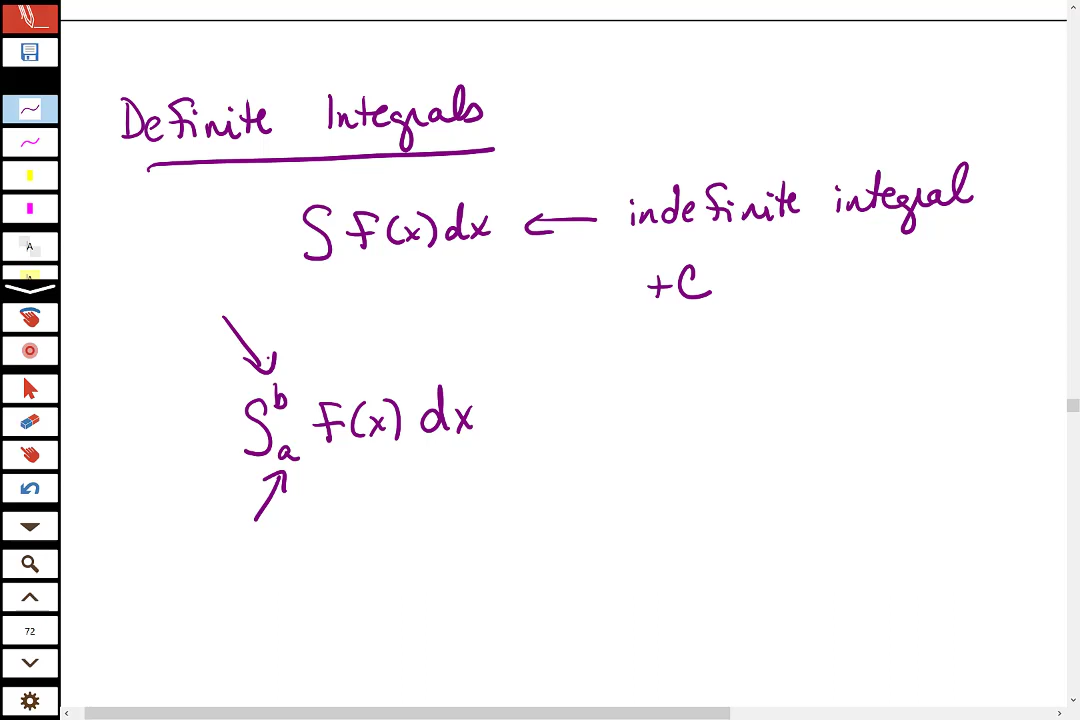 Definite Integrals
∫ f(x) dx ← indefinite integral
+C
∫ₐᵇ f(x) dx
A
72